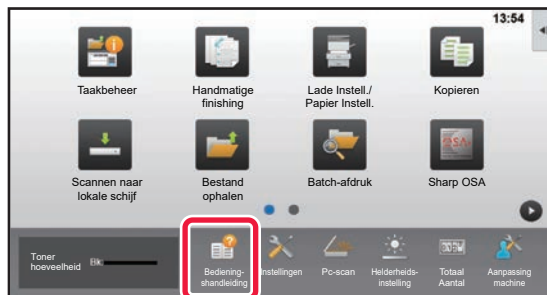 13:54
Taakbeheer
Handmatige
finishing
Lade Instell./
Papier Instell.
Kopieren
Scannen naar
lokale schijf
Bestand
ophalen
Batch-afdruk
Sharp OSA
Toner
hoeveelheid
Bk
Bediening-
shandleiding
Instellingen
Pc-scan
Helderheids-
instelling
Totaal
Aantal
Aanpassing
machine